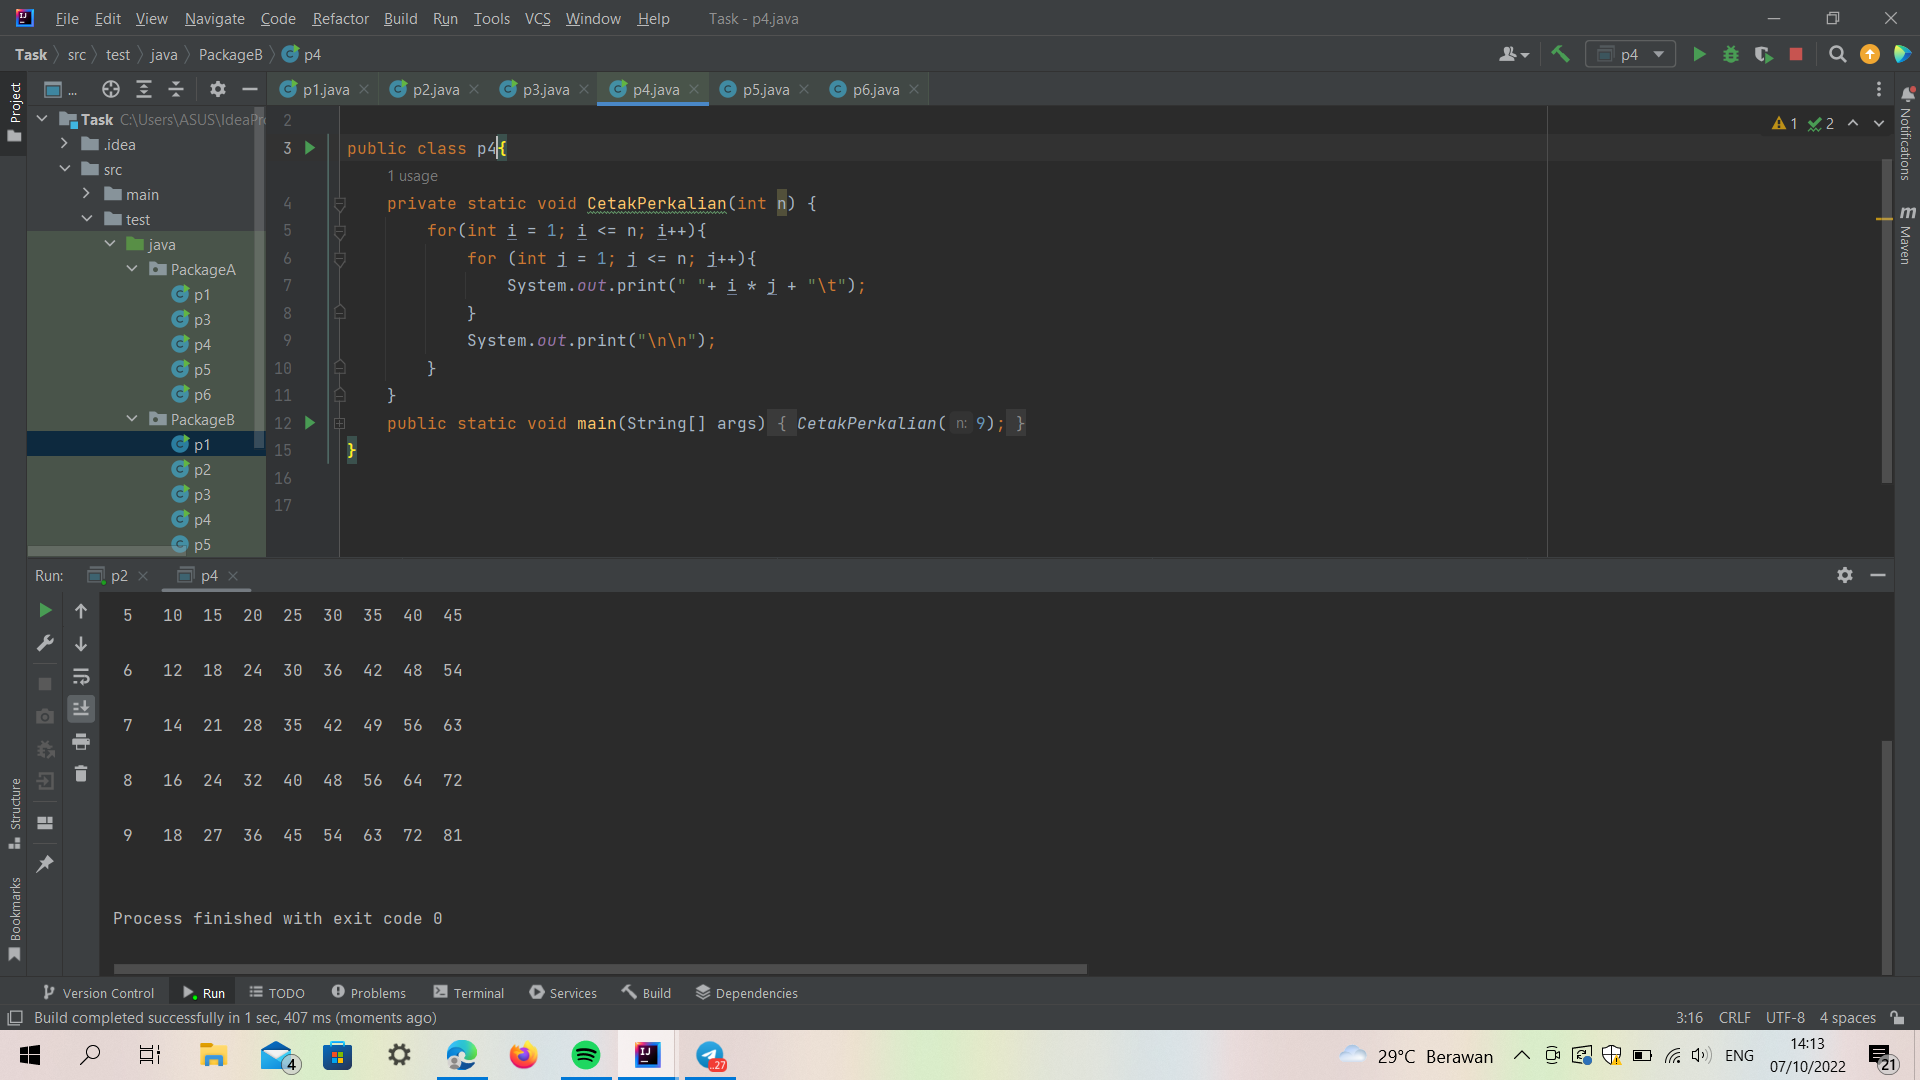 File Edit View Navigate Code Refactor Build Run Tools VCS Window Help Task - p4.java
Task src test java PackageB p4 p4
Project ... p1.java p2.java p3.java p4.java p5.java p6.java
Notifications
Maven
Task C:\Users\ASUS\IdeaPr
.idea
src
main
test
java
PackageA
p1
p3
p4
p5
p6
PackageB
p1
p2
p3
p4
p5
1 2
2
3 public class p4{
1 usage
4 private static void CetakPerkalian(int n) {
5 for(int i = 1; i <= n; i++){
6 for (int j = 1; j <= n; j++){
7 System.out.print(" "+ i * j + "\t");
8 }
9 System.out.print("\n\n");
10 }
11 }
12 public static void main(String[] args) { CetakPerkalian( n: 9); }
15 }
16
17
Run: p2 p4
5 10 15 20 25 30 35 40 45
6 12 18 24 30 36 42 48 54
7 14 21 28 35 42 49 56 63
8 16 24 32 40 48 56 64 72
9 18 27 36 45 54 63 72 81
Process finished with exit code 0
Structure
Bookmarks
Version Control Run TODO Problems Terminal Services Build Dependencies
Build completed successfully in 1 sec, 407 ms (moments ago) 3:16 CRLF UTF-8 4 spaces
4 IJ ..27 29°C Berawan ENG 14:13 21
07/10/2022